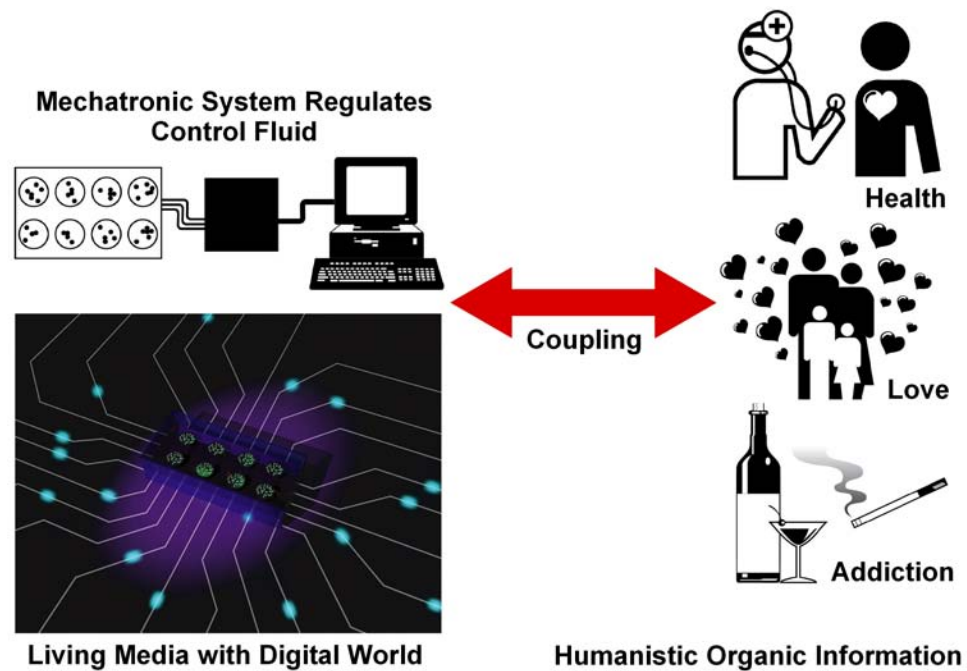 Mechatronic System Regulates
Control Fluid
Living Media with Digital World
Coupling
Health
Love
Addiction
Humanistic Organic Information